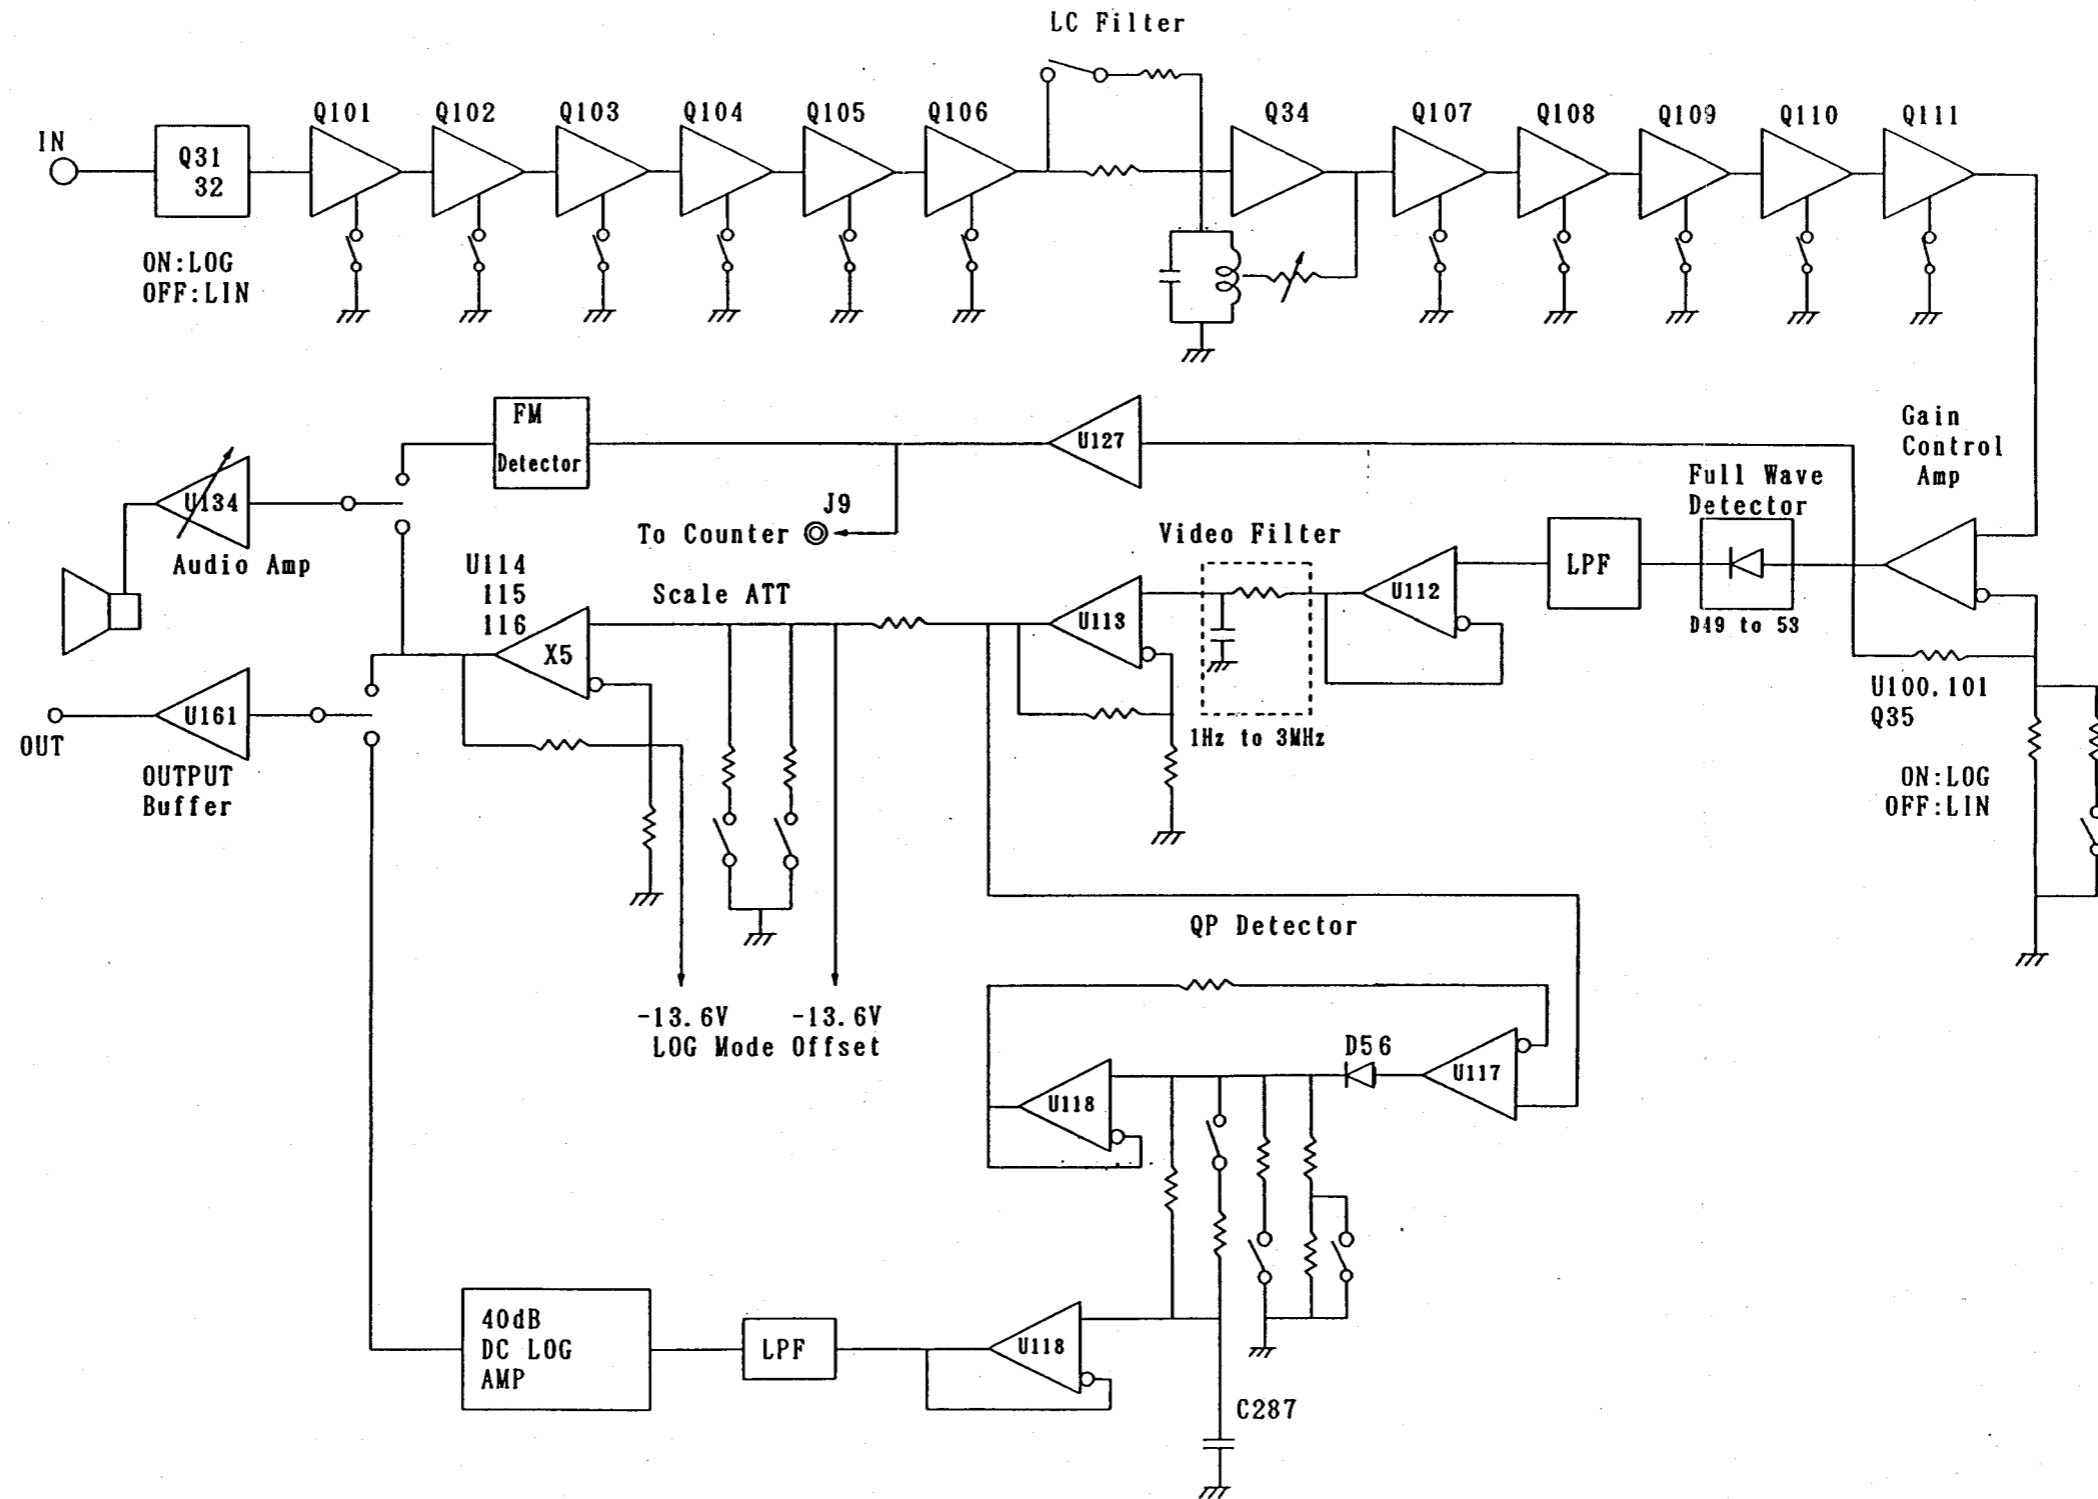 LC Filter
IN
Q31
32
Q101
Q102
Q103
Q104
Q105
Q106
Q34
Q107
Q108
Q109
Q110
Q111
ON:LOG
OFF:LIN
FM
Detector
U127
Gain
Control
Amp
U134
Audio Amp
J9
To Counter
Full Wave
Detector
Video Filter
LPF
D49 to 53
U112
U113
1Hz to 3MHz
U114
115
116
X5
Scale ATT
U100.101
Q35
ON:LOG
OFF:LIN
U161
OUT
OUTPUT
Buffer
QP Detector
-13.6V
-13.6V
LOG Mode Offset
D56
U117
U118
40dB
DC LOG
AMP
LPF
U118
C287